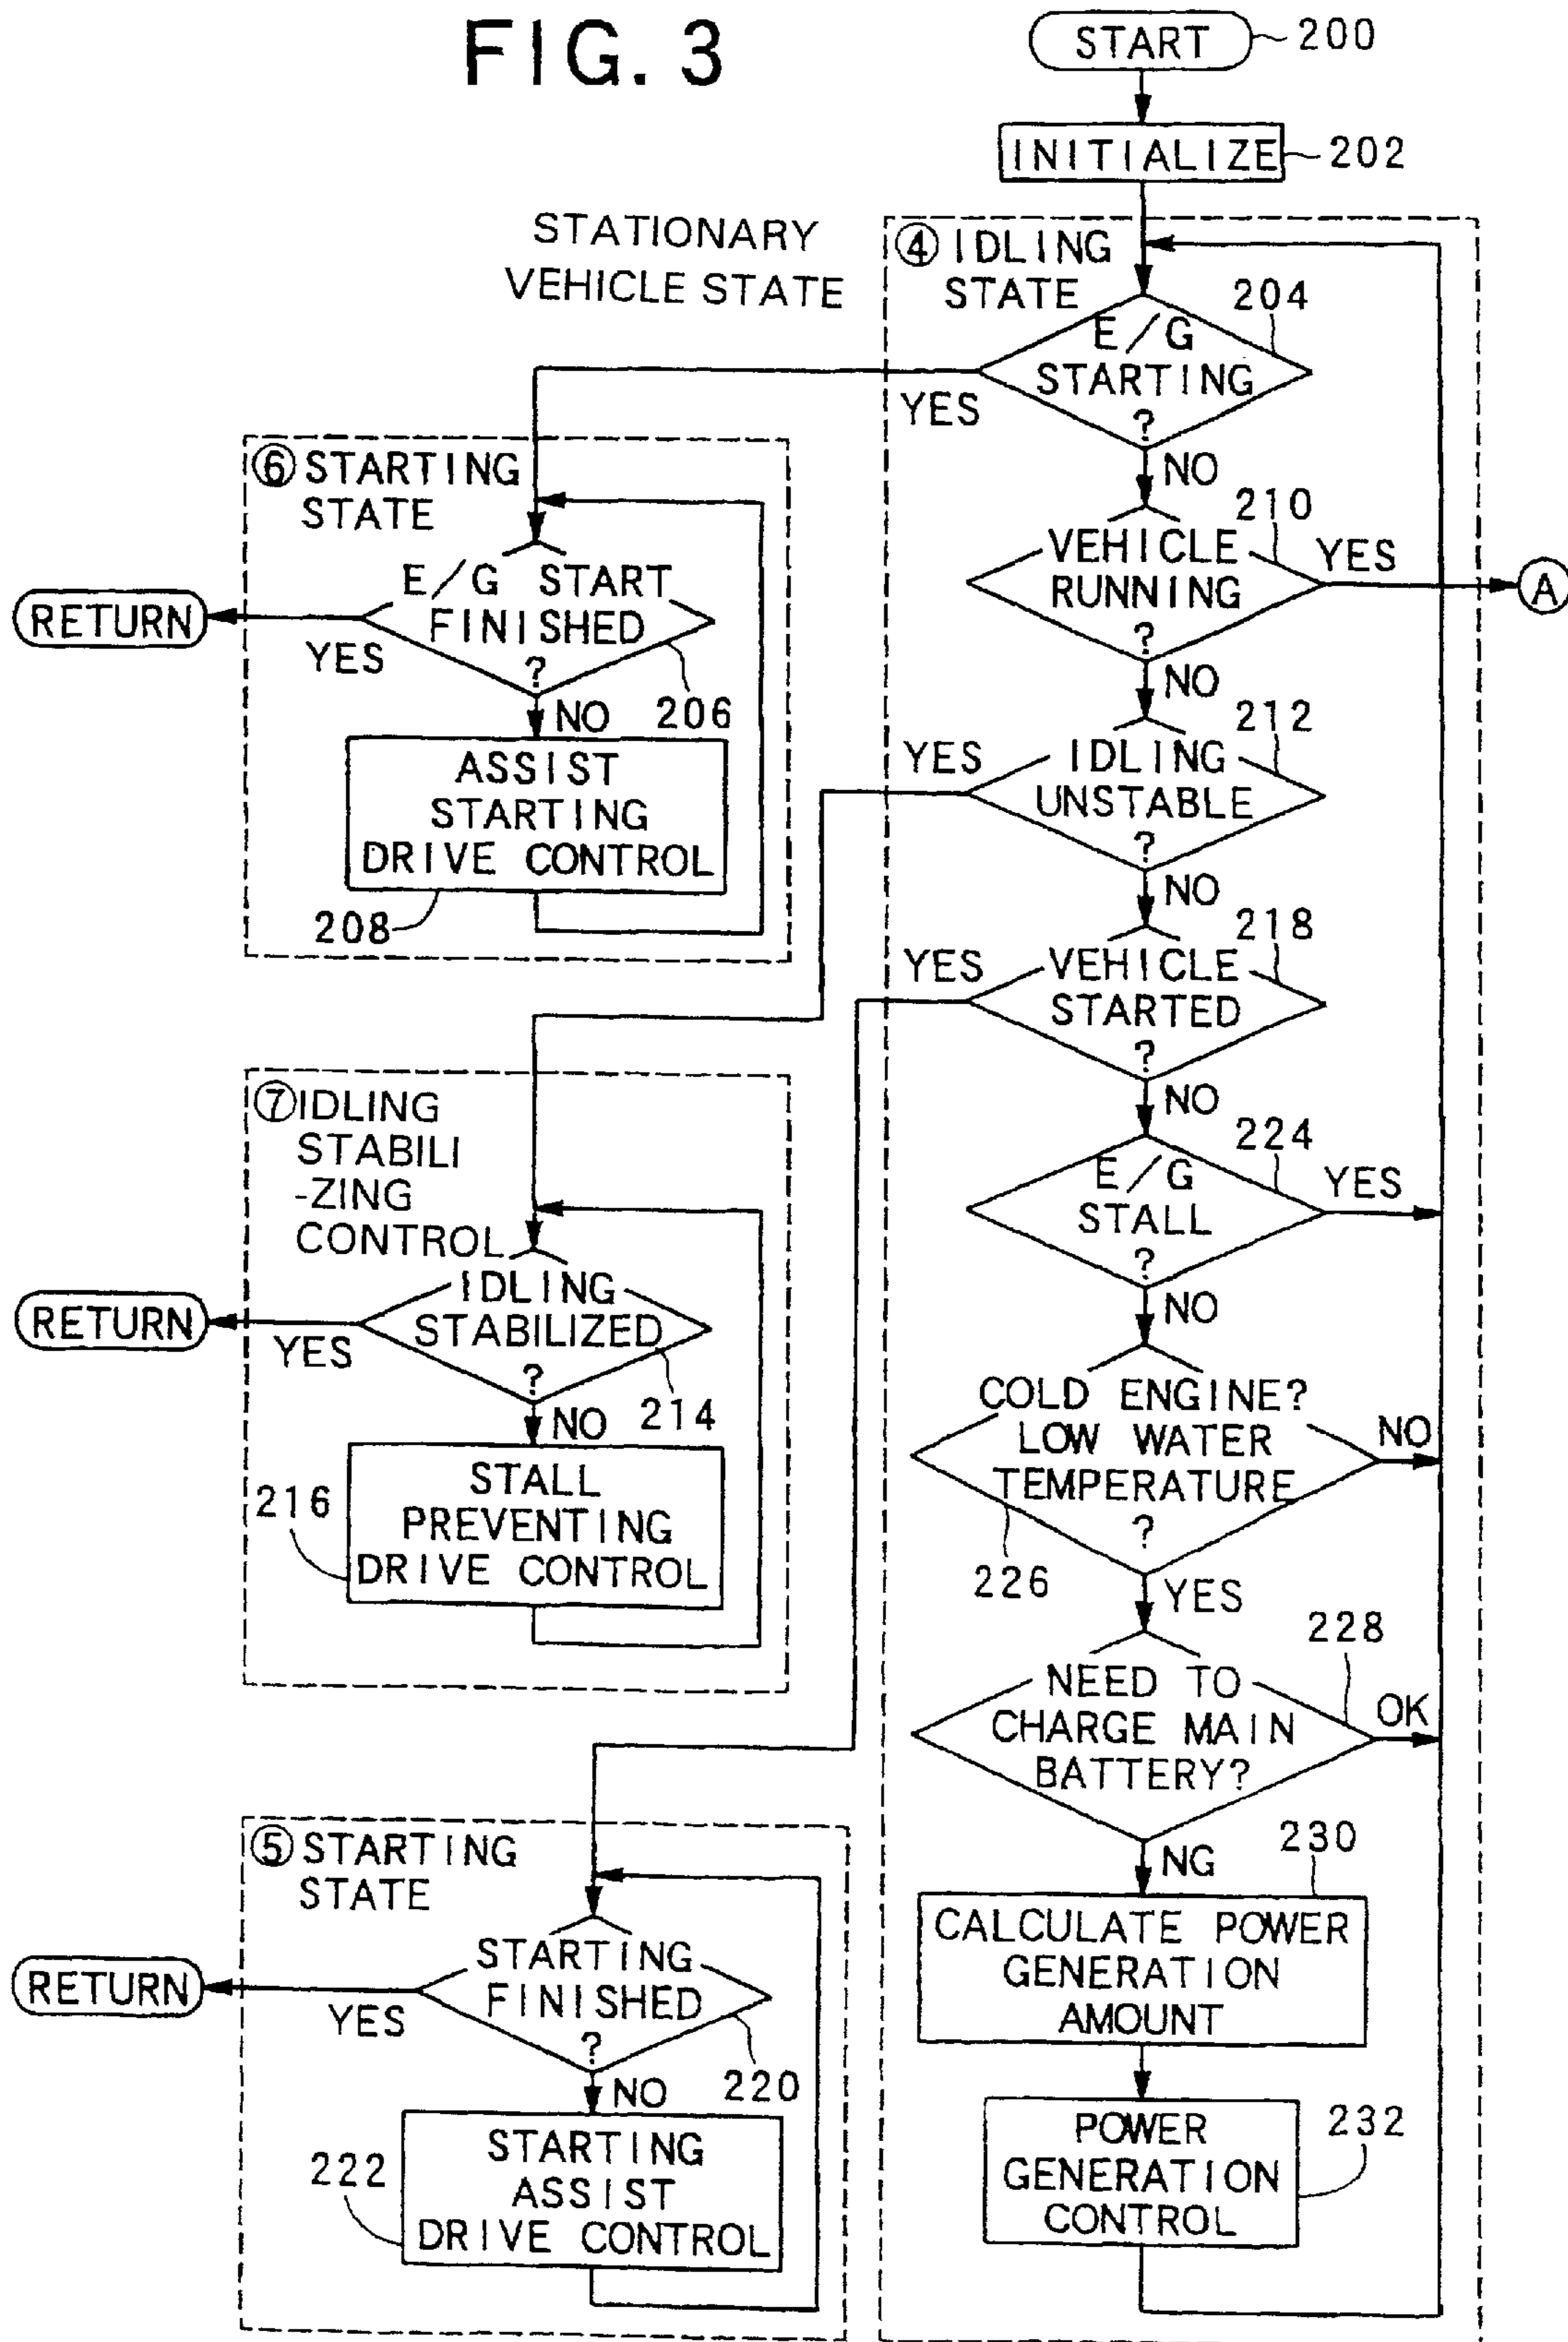 FIG. 3
START
200
INITIALIZE
202
STATIONARY
VEHICLE STATE
④ IDLING
STATE
204
E/G
STARTING
?
YES
NO
⑥ STARTING
STATE
E/G START
FINISHED
?
YES
RETURN
206
NO
ASSIST
STARTING
DRIVE CONTROL
208
210
VEHICLE
RUNNING
?
YES
A
NO
212
IDLING
UNSTABLE
?
YES
NO
218
VEHICLE
STARTED
?
YES
NO
⑦ IDLING
STABILI
-ZING
CONTROL
IDLING
STABILIZED
?
YES
RETURN
214
NO
STALL
PREVENTING
DRIVE CONTROL
216
224
E/G
STALL
?
YES
NO
COLD ENGINE?
LOW WATER
TEMPERATURE
?
NO
226
YES
228
NEED TO
CHARGE MAIN
BATTERY?
OK
NG
230
CALCULATE POWER
GENERATION
AMOUNT
POWER
GENERATION
CONTROL
232
⑤ STARTING
STATE
STARTING
FINISHED
?
YES
RETURN
220
NO
STARTING
ASSIST
DRIVE CONTROL
222